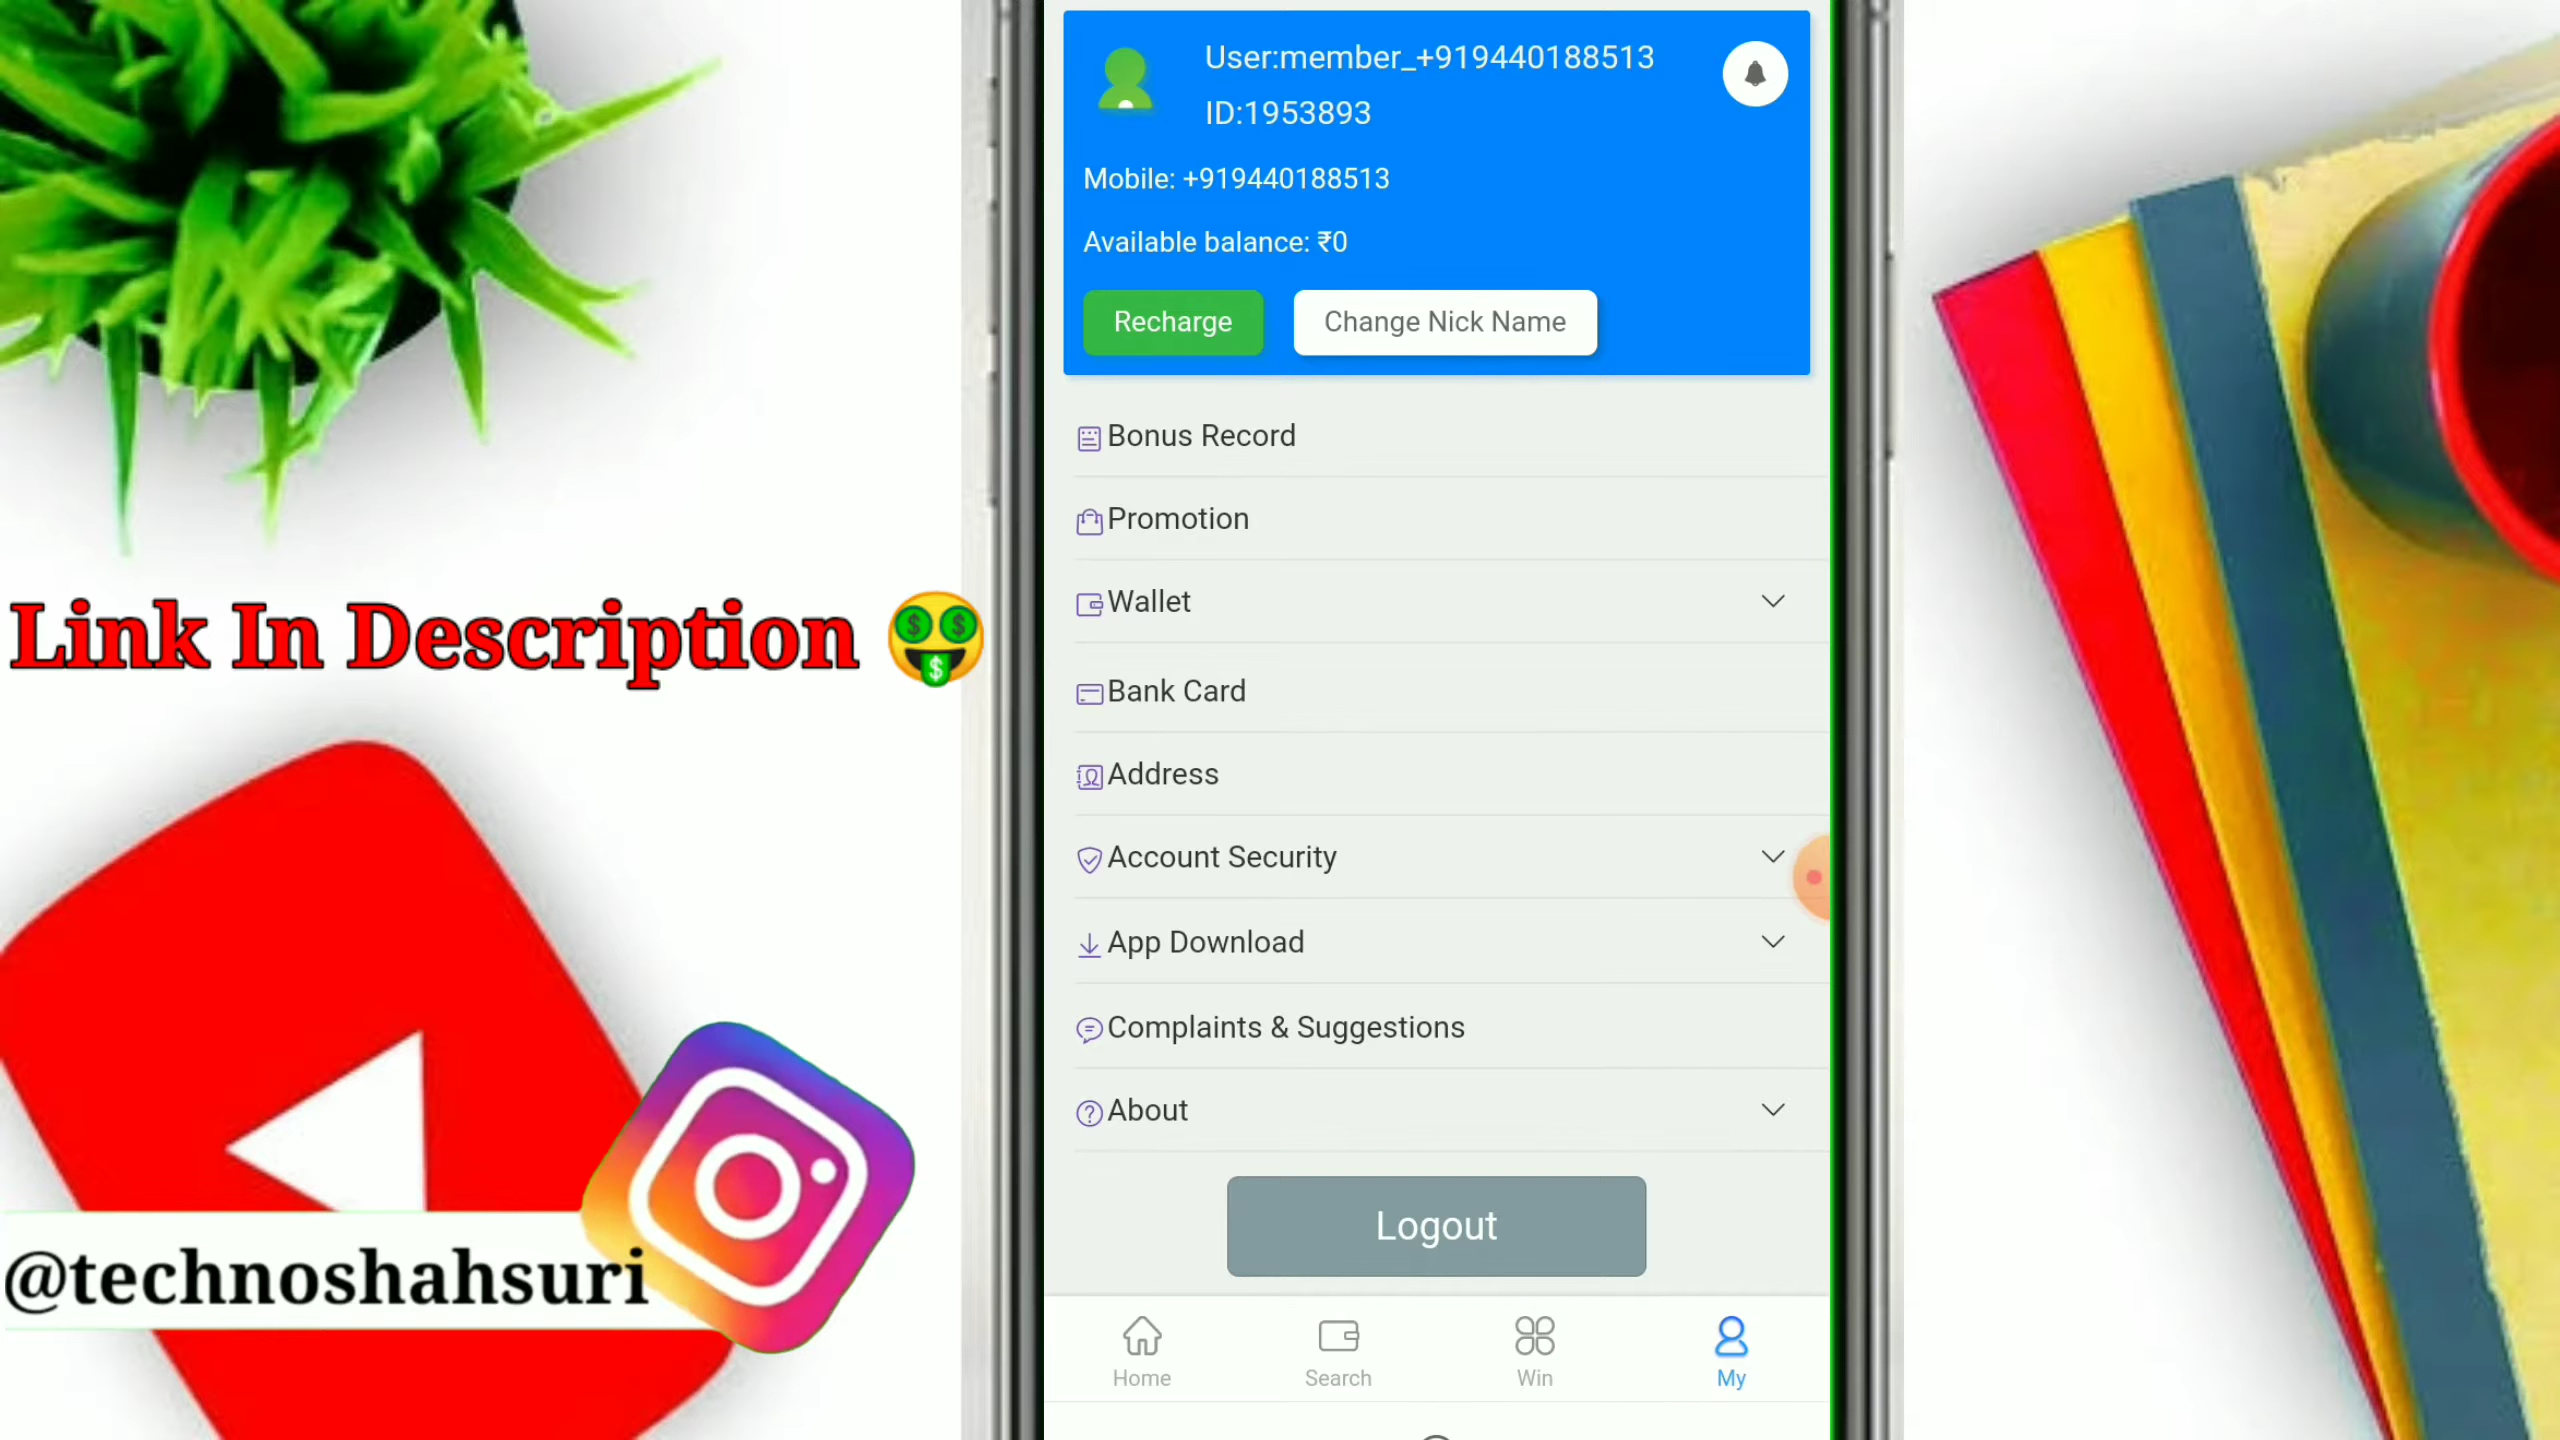 User:member_+919440188513
ID:1953893
Mobile: +919440188513
Available balance: ₹0
Recharge
Change Nick Name
Bonus Record
Promotion
Wallet
Bank Card
Address
Account Security
App Download
Complaints & Suggestions
About
Logout
Home
Search
Win
My
Link In Description
@technoshahsuri